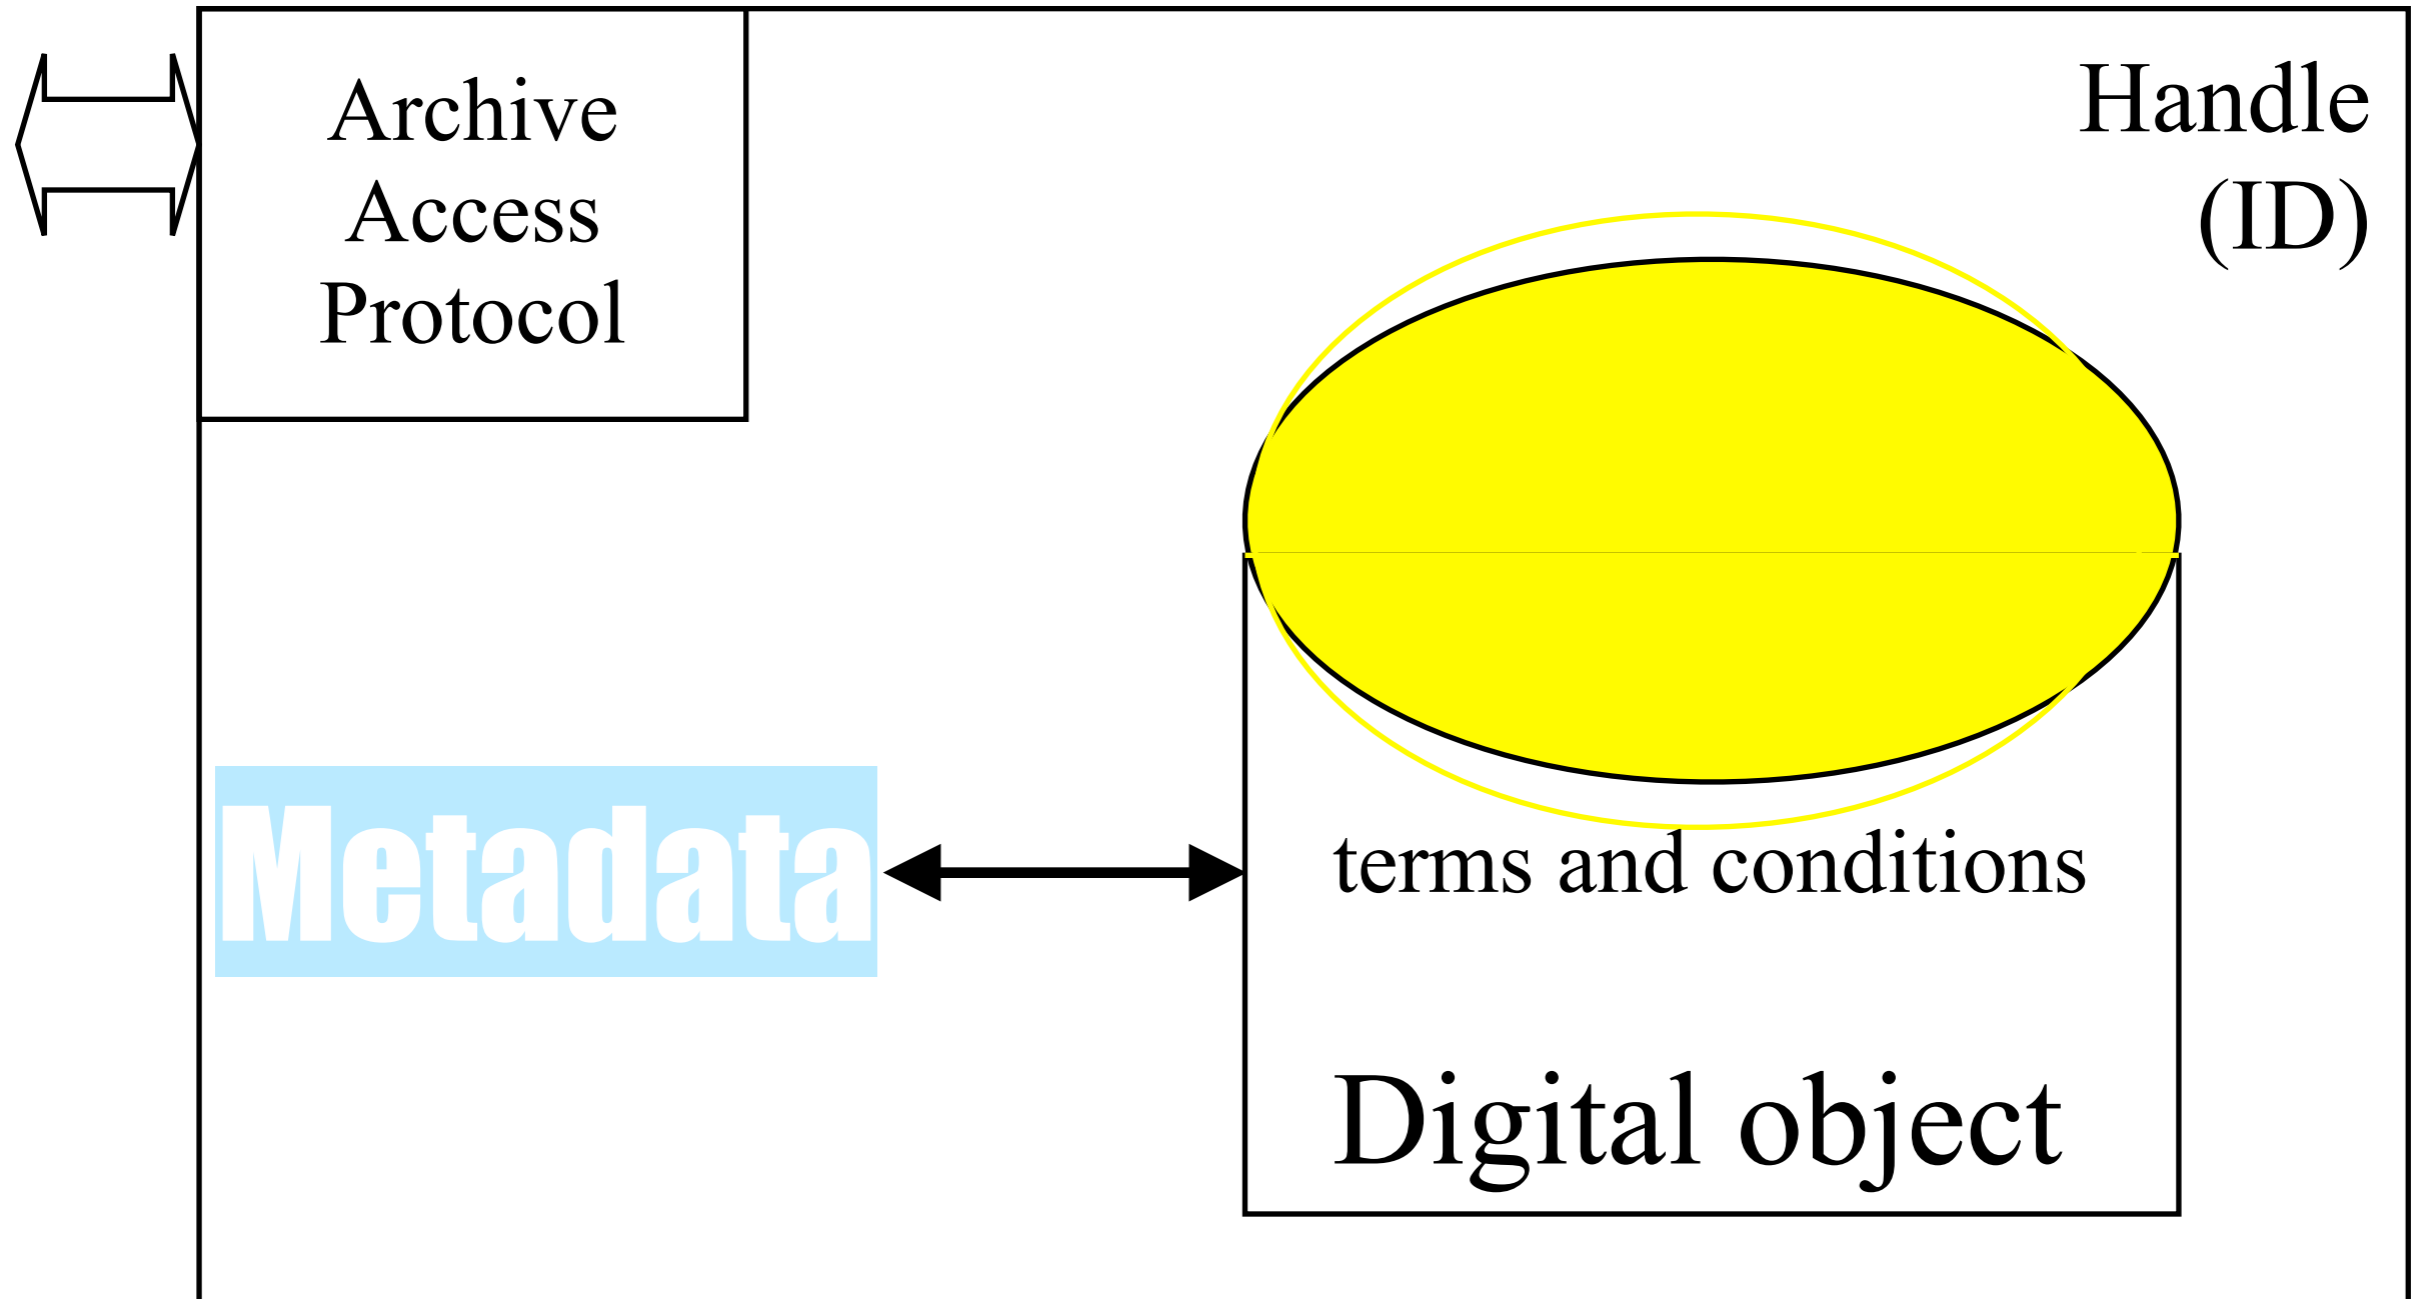 Archive
Access
Protocol
Handle
(ID)
Metadata
terms and conditions
Digital object